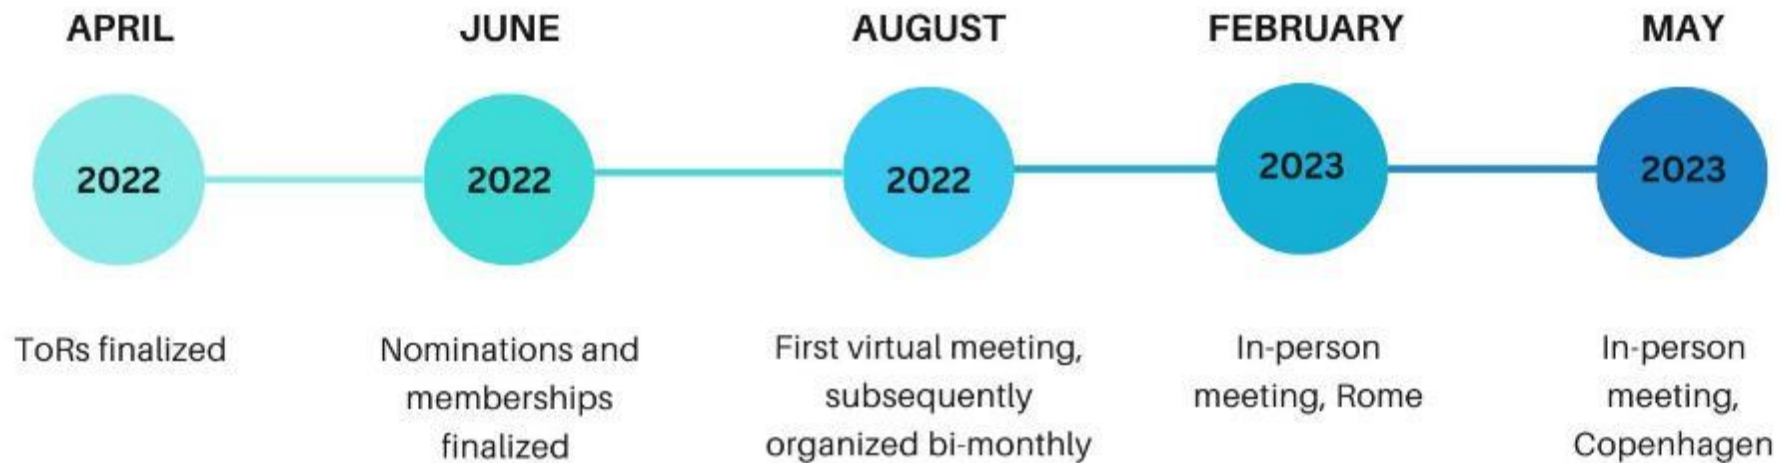 APRIL
JUNE
AUGUST
FEBRUARY
MAY
2022
2022
2022
2023
2023
ToRs finalized
Nominations and
memberships
finalized
First virtual meeting,
subsequently
organized bi-monthly
In-person
meeting, Rome
In-person
meeting,
Copenhagen